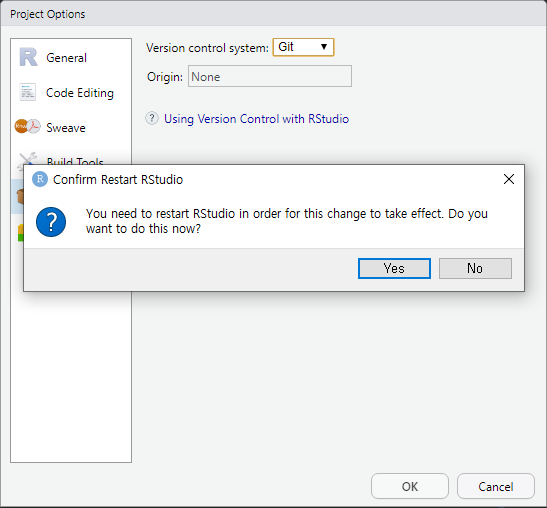 Project Options
General
Code Editing
Sweave
Build Tools
Version control system: Git
Origin: None
? Using Version Control with RStudio
R Confirm Restart RStudio
? You need to restart RStudio in order for this change to take effect. Do you
want to do this now?
Yes No
OK Cancel